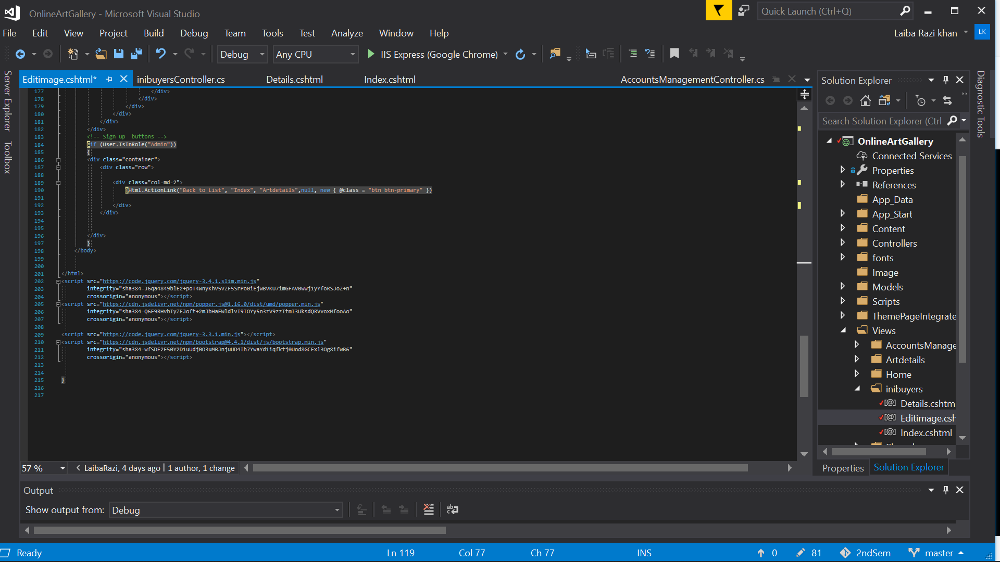 OnlineArtGallery - Microsoft Visual Studio
Quick Launch (Ctrl+Q)
File Edit View Project Build Debug Team Tools Test Analyze Window Help
Laiba Razi khan LK
Debug Any CPU IIS Express (Google Chrome)
Server Explorer
Toolbox
Editimage.cshtml* inibuyersController.cs Details.cshtml Index.cshtml AccountsManagementController.cs
177 </div>
178 </div>
179 </div>
180 </div>
181 </div>
182 </div>
183 <!-- Sign up  buttons -->
184 @if (User.IsInRole("Admin"))
185 {
186 <div class="container">
187 <div class="row">
188
189 <div class="col-md-2">
190 @Html.ActionLink("Back to List", "Index", "Artdetails",null, new { @class = "btn btn-primary" })
191
192 </div>
193 </div>
194
195
196 </div>
197 }
198 </body>
199
200
201 </html>
202 <script src="https://code.jquery.com/jquery-3.4.1.slim.min.js"
203 integrity="sha384-J6qa4849blE2+poT4WnyKhv5vZF5SrPo0iEjwBvKU7imGFAV0wwj1yYfoRSJoZ+n"
204 crossorigin="anonymous"></script>
205 <script src="https://cdn.jsdelivr.net/npm/popper.js@1.16.0/dist/umd/popper.min.js"
206 integrity="sha384-Q6E9RHvbIyZFJoft+2mJbHaEWldlvI9IOYy5n3zV9zzTtmI3UksdQRVvoxMfooAo"
207 crossorigin="anonymous"></script>
208
209 <script src="https://code.jquery.com/jquery-3.3.1.min.js"></script>
210 <script src="https://cdn.jsdelivr.net/npm/bootstrap@4.4.1/dist/js/bootstrap.min.js"
211 integrity="sha384-wfSDF2E50Y2D1uUdj0O3uMBJnjuUD4Ih7YwaYd1iqfktj0Uod8GCExl3Og8ifwB6"
212 crossorigin="anonymous"></script>
213
214
215 }
216
217
57 % LaibaRazi, 4 days ago | 1 author, 1 change
Solution Explorer
Search Solution Explorer (Ctrl
OnlineArtGallery
Connected Services
Properties
References
App_Data
App_Start
Content
Controllers
fonts
Image
Models
Scripts
ThemePageIntegrate
Views
AccountsManage
Artdetails
Home
inibuyers
Details.cshtm
Editimage.csh
Index.cshtml
Properties Solution Explorer
Diagnostic Tools
Output
Show output from: Debug
Ready Ln 119 Col 77 Ch 77 INS 0 81 2ndSem master